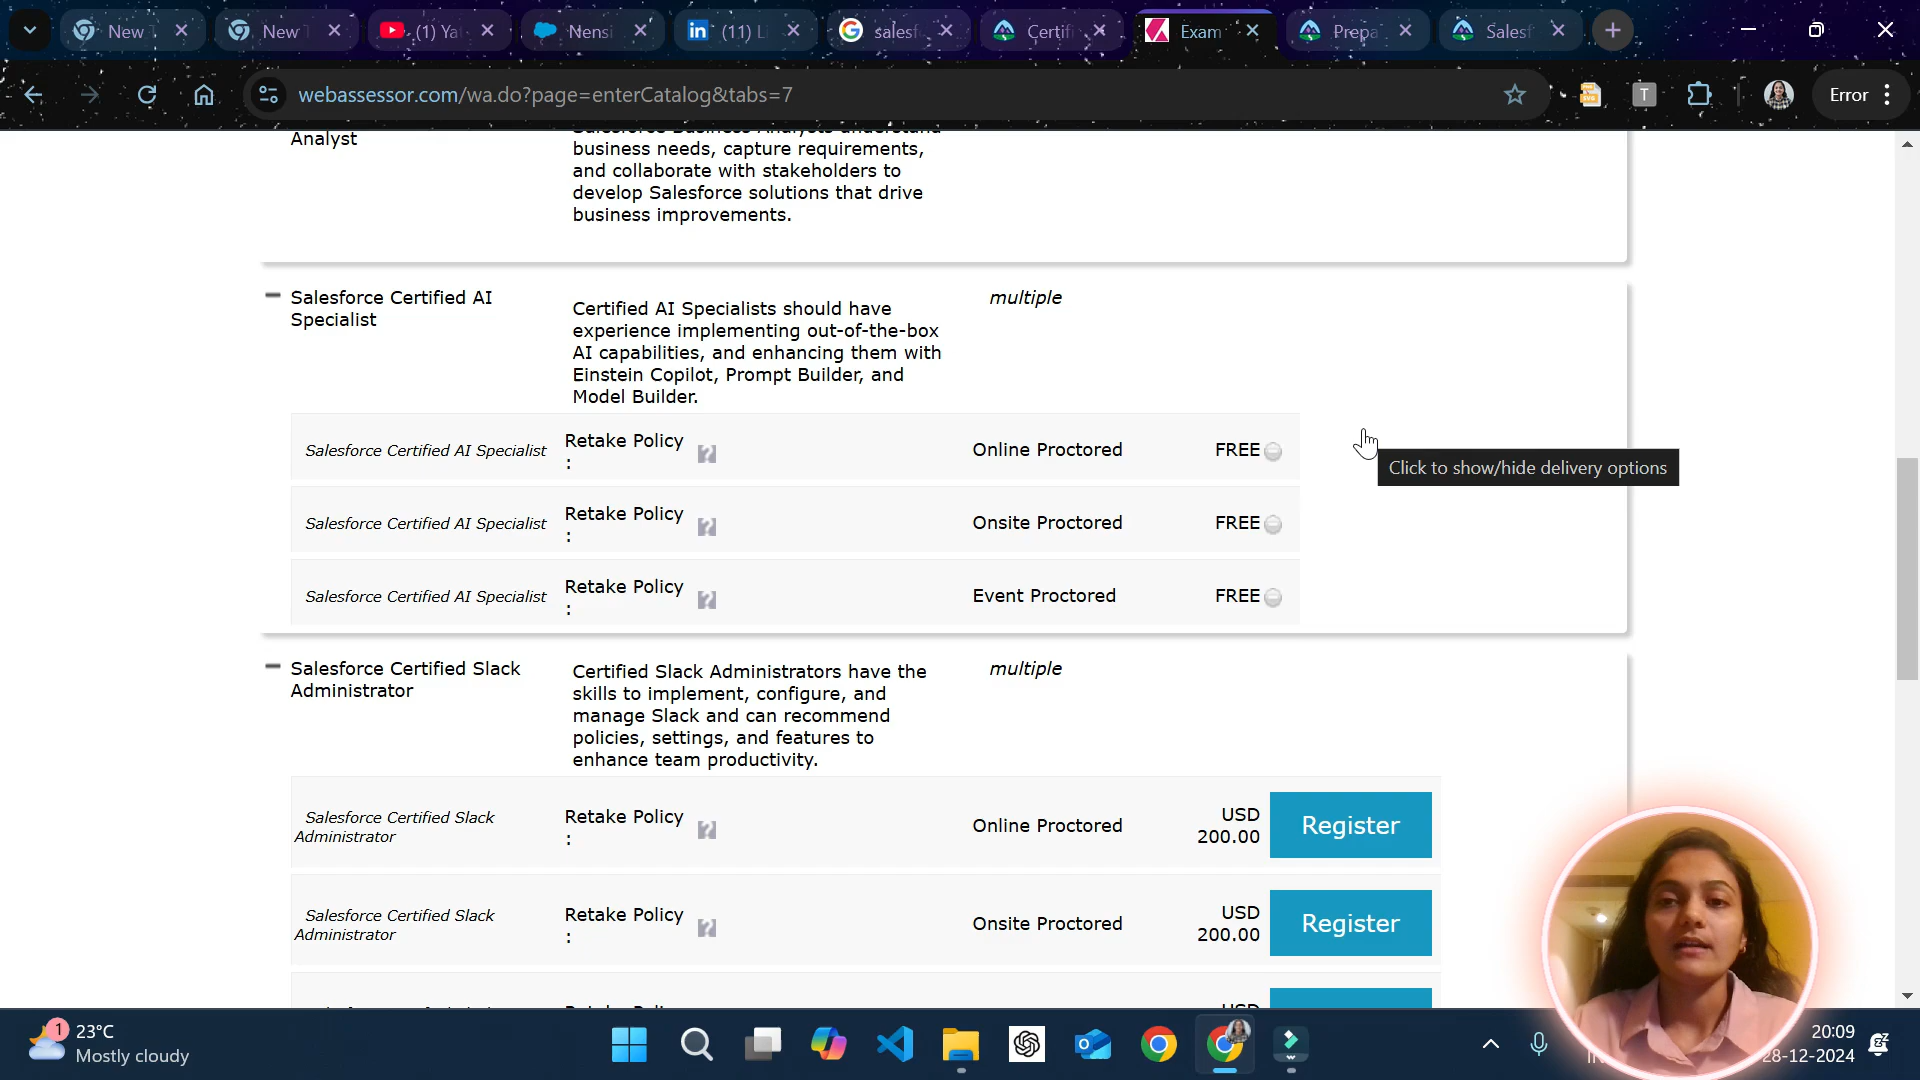 New
New
(1) Ya
Nensi
(11) Li
salesf
Certifi
Exam
Prepa
Salesf
webassessor.com/wa.do?page=enterCatalog&tabs=7
T
Error
Analyst
Salesforce Business Analysts understand
business needs, capture requirements,
and collaborate with stakeholders to
develop Salesforce solutions that drive
business improvements.
Salesforce Certified AI
Specialist
Certified AI Specialists should have
experience implementing out-of-the-box
AI capabilities, and enhancing them with
Einstein Copilot, Prompt Builder, and
Model Builder.
multiple
Salesforce Certified AI Specialist
Retake Policy
:
?
Online Proctored
FREE
Click to show/hide delivery options
Salesforce Certified AI Specialist
Retake Policy
:
?
Onsite Proctored
FREE
Salesforce Certified AI Specialist
Retake Policy
:
?
Event Proctored
FREE
Salesforce Certified Slack
Administrator
Certified Slack Administrators have the
skills to implement, configure, and
manage Slack and can recommend
policies, settings, and features to
enhance team productivity.
multiple
Salesforce Certified Slack
Administrator
Retake Policy
:
?
Online Proctored
USD
200.00
Register
Salesforce Certified Slack
Administrator
Retake Policy
:
?
Onsite Proctored
USD
200.00
Register
USD
1
23°C
Mostly cloudy
20:09
28-12-2024